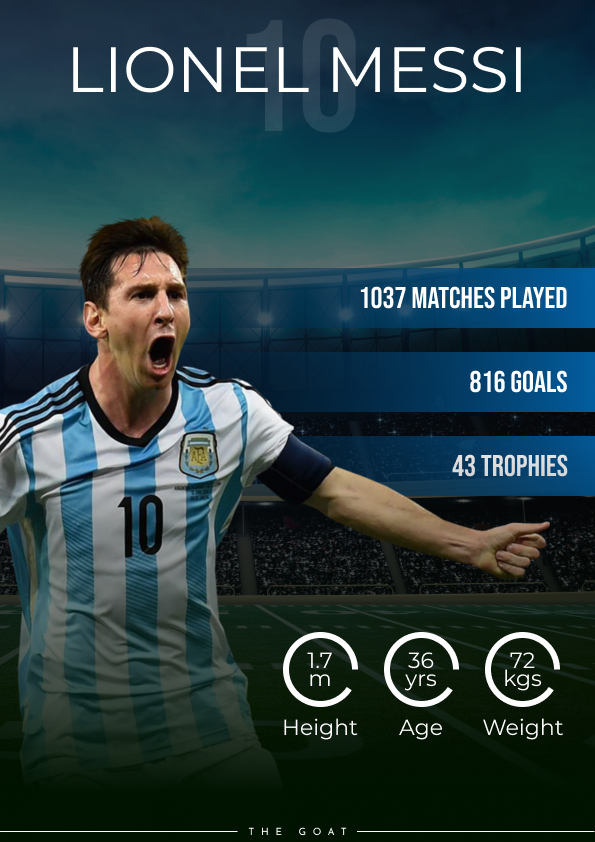 10
LIONEL MESSI
1037 MATCHES PLAYED
816 GOALS
43 TROPHIES
10
1.7
m
36
yrs
72
kgs
Height
Age
Weight
THE GOAT